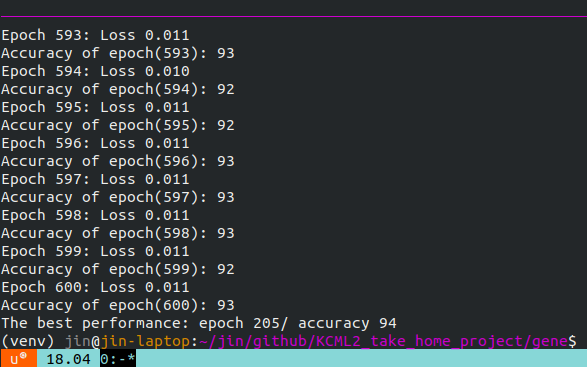 Epoch 593: Loss 0.011
Accuracy of epoch(593): 93
Epoch 594: Loss 0.010
Accuracy of epoch(594): 92
Epoch 595: Loss 0.011
Accuracy of epoch(595): 92
Epoch 596: Loss 0.011
Accuracy of epoch(596): 93
Epoch 597: Loss 0.011
Accuracy of epoch(597): 93
Epoch 598: Loss 0.011
Accuracy of epoch(598): 93
Epoch 599: Loss 0.011
Accuracy of epoch(599): 92
Epoch 600: Loss 0.011
Accuracy of epoch(600): 93
The best performance: epoch 205/ accuracy 94
(venv) jin@jin-laptop:~/jin/github/KCML2_take_home_project/gene$
u® 18.04 0:-*